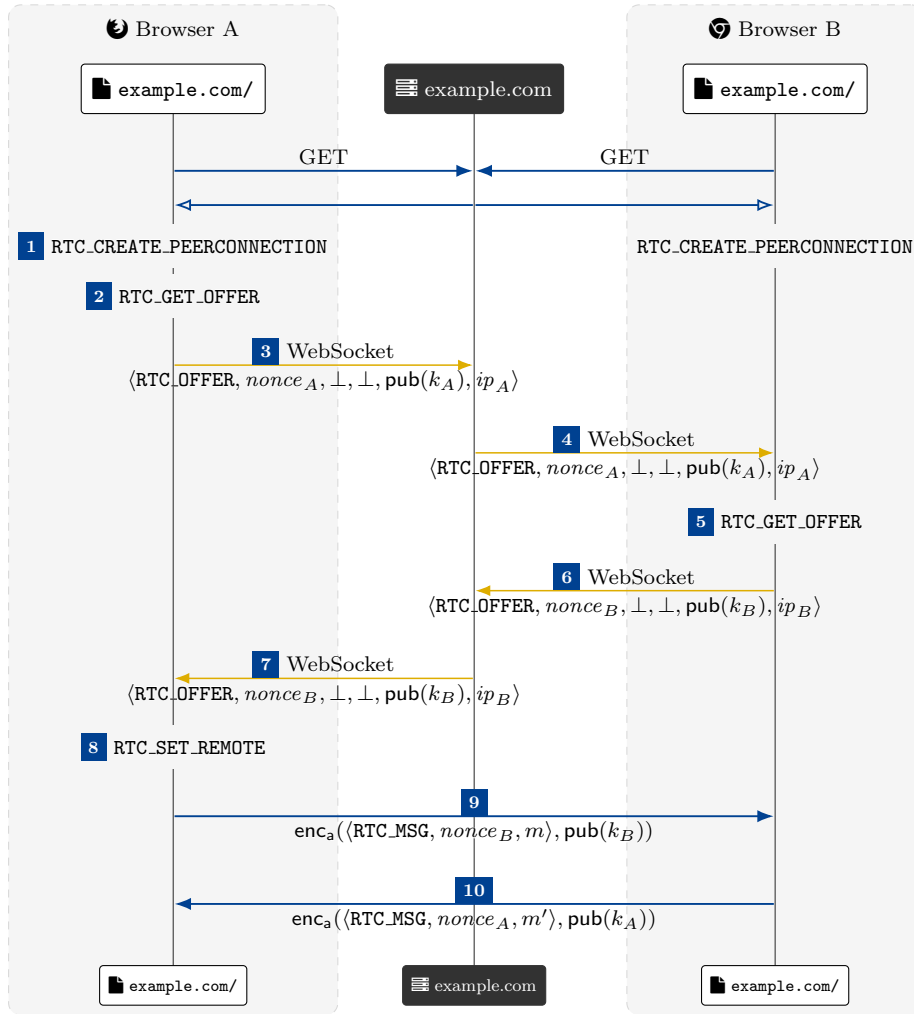 Browser A
Browser B
example.com/
example.com
example.com/
GET
GET
1 RTC_CREATE_PEERCONNECTION
RTC_CREATE_PEERCONNECTION
2 RTC_GET_OFFER
3 WebSocket
⟨RTC_OFFER, nonce_A, ⊥, ⊥, pub(k_A), ip_A⟩
4 WebSocket
⟨RTC_OFFER, nonce_A, ⊥, ⊥, pub(k_A), ip_A⟩
5 RTC_GET_OFFER
6 WebSocket
⟨RTC_OFFER, nonce_B, ⊥, ⊥, pub(k_B), ip_B⟩
7 WebSocket
⟨RTC_OFFER, nonce_B, ⊥, ⊥, pub(k_B), ip_B⟩
8 RTC_SET_REMOTE
9
enc_a(⟨RTC_MSG, nonce_B, m⟩, pub(k_B))
10
enc_a(⟨RTC_MSG, nonce_A, m′⟩, pub(k_A))
example.com/
example.com
example.com/